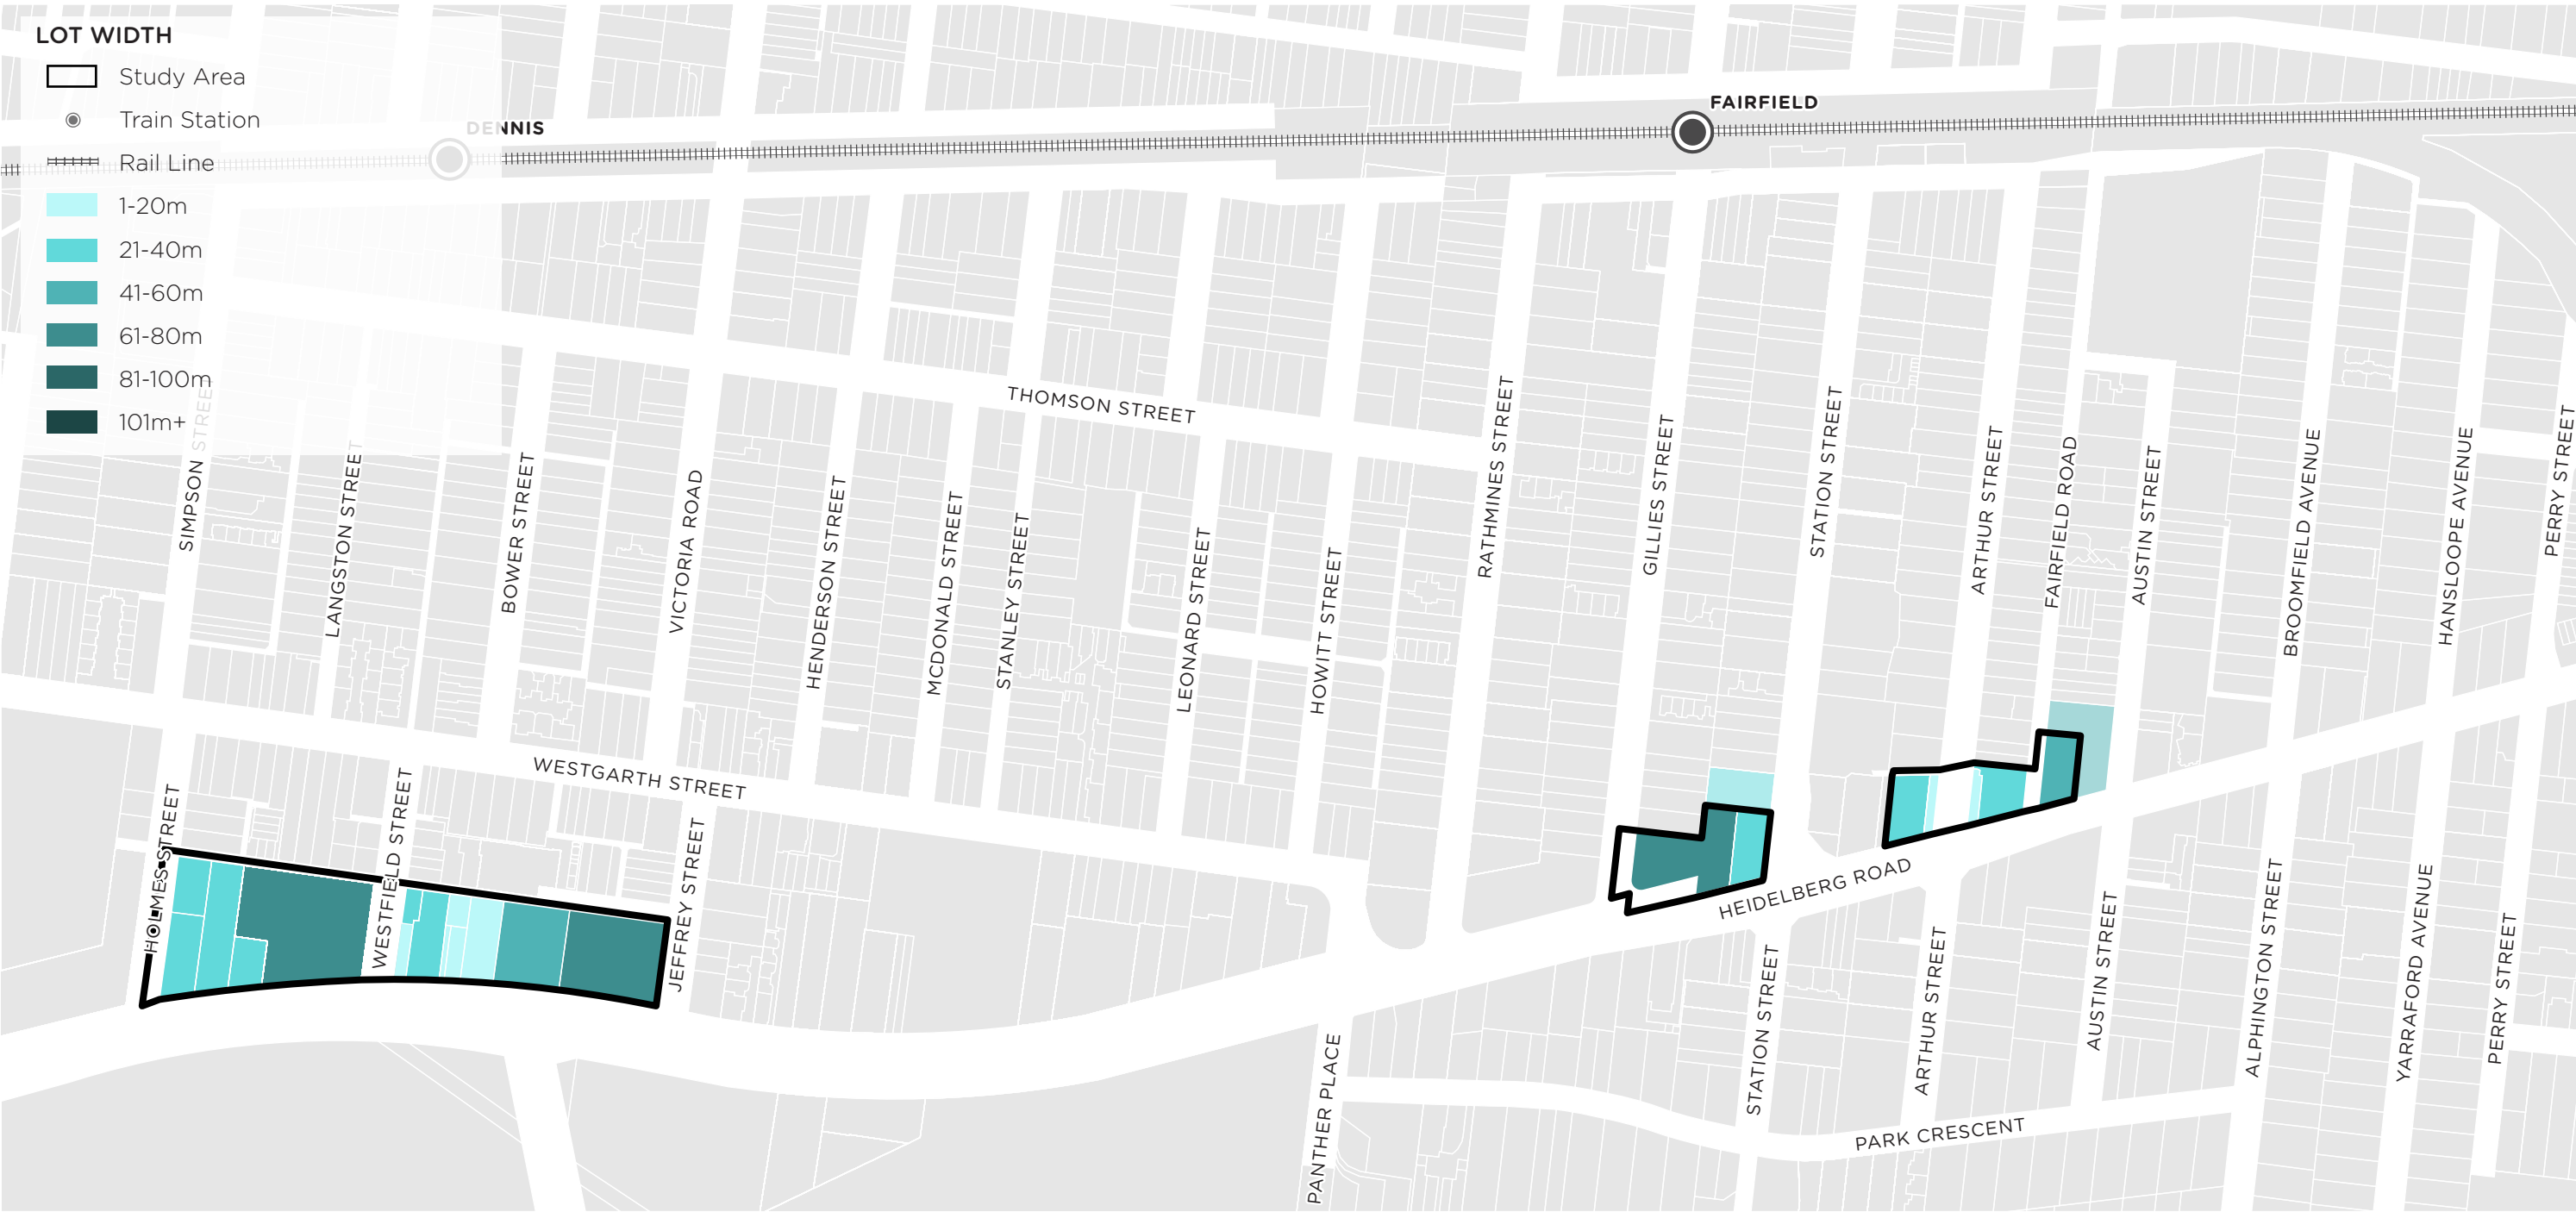 LOT WIDTH
Study Area
Train Station
Rail Line
1-20m
21-40m
41-60m
61-80m
81-100m
101m+
DENNIS
FAIRFIELD
THOMSON STREET
SIMPSON STREET
LANGSTON STREET
BOWER STREET
VICTORIA ROAD
HENDERSON STREET
MCDONALD STREET
STANLEY STREET
LEONARD STREET
HOWITT STREET
RATHMINES STREET
GILLIES STREET
STATION STREET
ARTHUR STREET
FAIRFIELD ROAD
AUSTIN STREET
BROOMFIELD AVENUE
HANSLOPE AVENUE
PERRY STREET
WESTGARTH STREET
HOLMES STREET
WESTFIELD STREET
JEFFREY STREET
HEIDELBERG ROAD
PANTHER PLACE
STATION STREET
ARTHUR STREET
AUSTIN STREET
ALPHINGTON STREET
YARRAFORD AVENUE
PERRY STREET
PARK CRESCENT